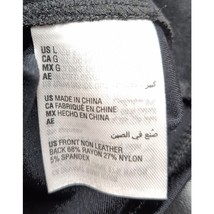 US L
CA G
MX G
AE كبير
US MADE IN CHINA
CA FABRIQUÉ EN CHINE
MX HECHO EN CHINA
AE صنع في الصين
US FRONT NON LEATHER
BACK 68% RAYON 27% NYLON
5% SPANDEX